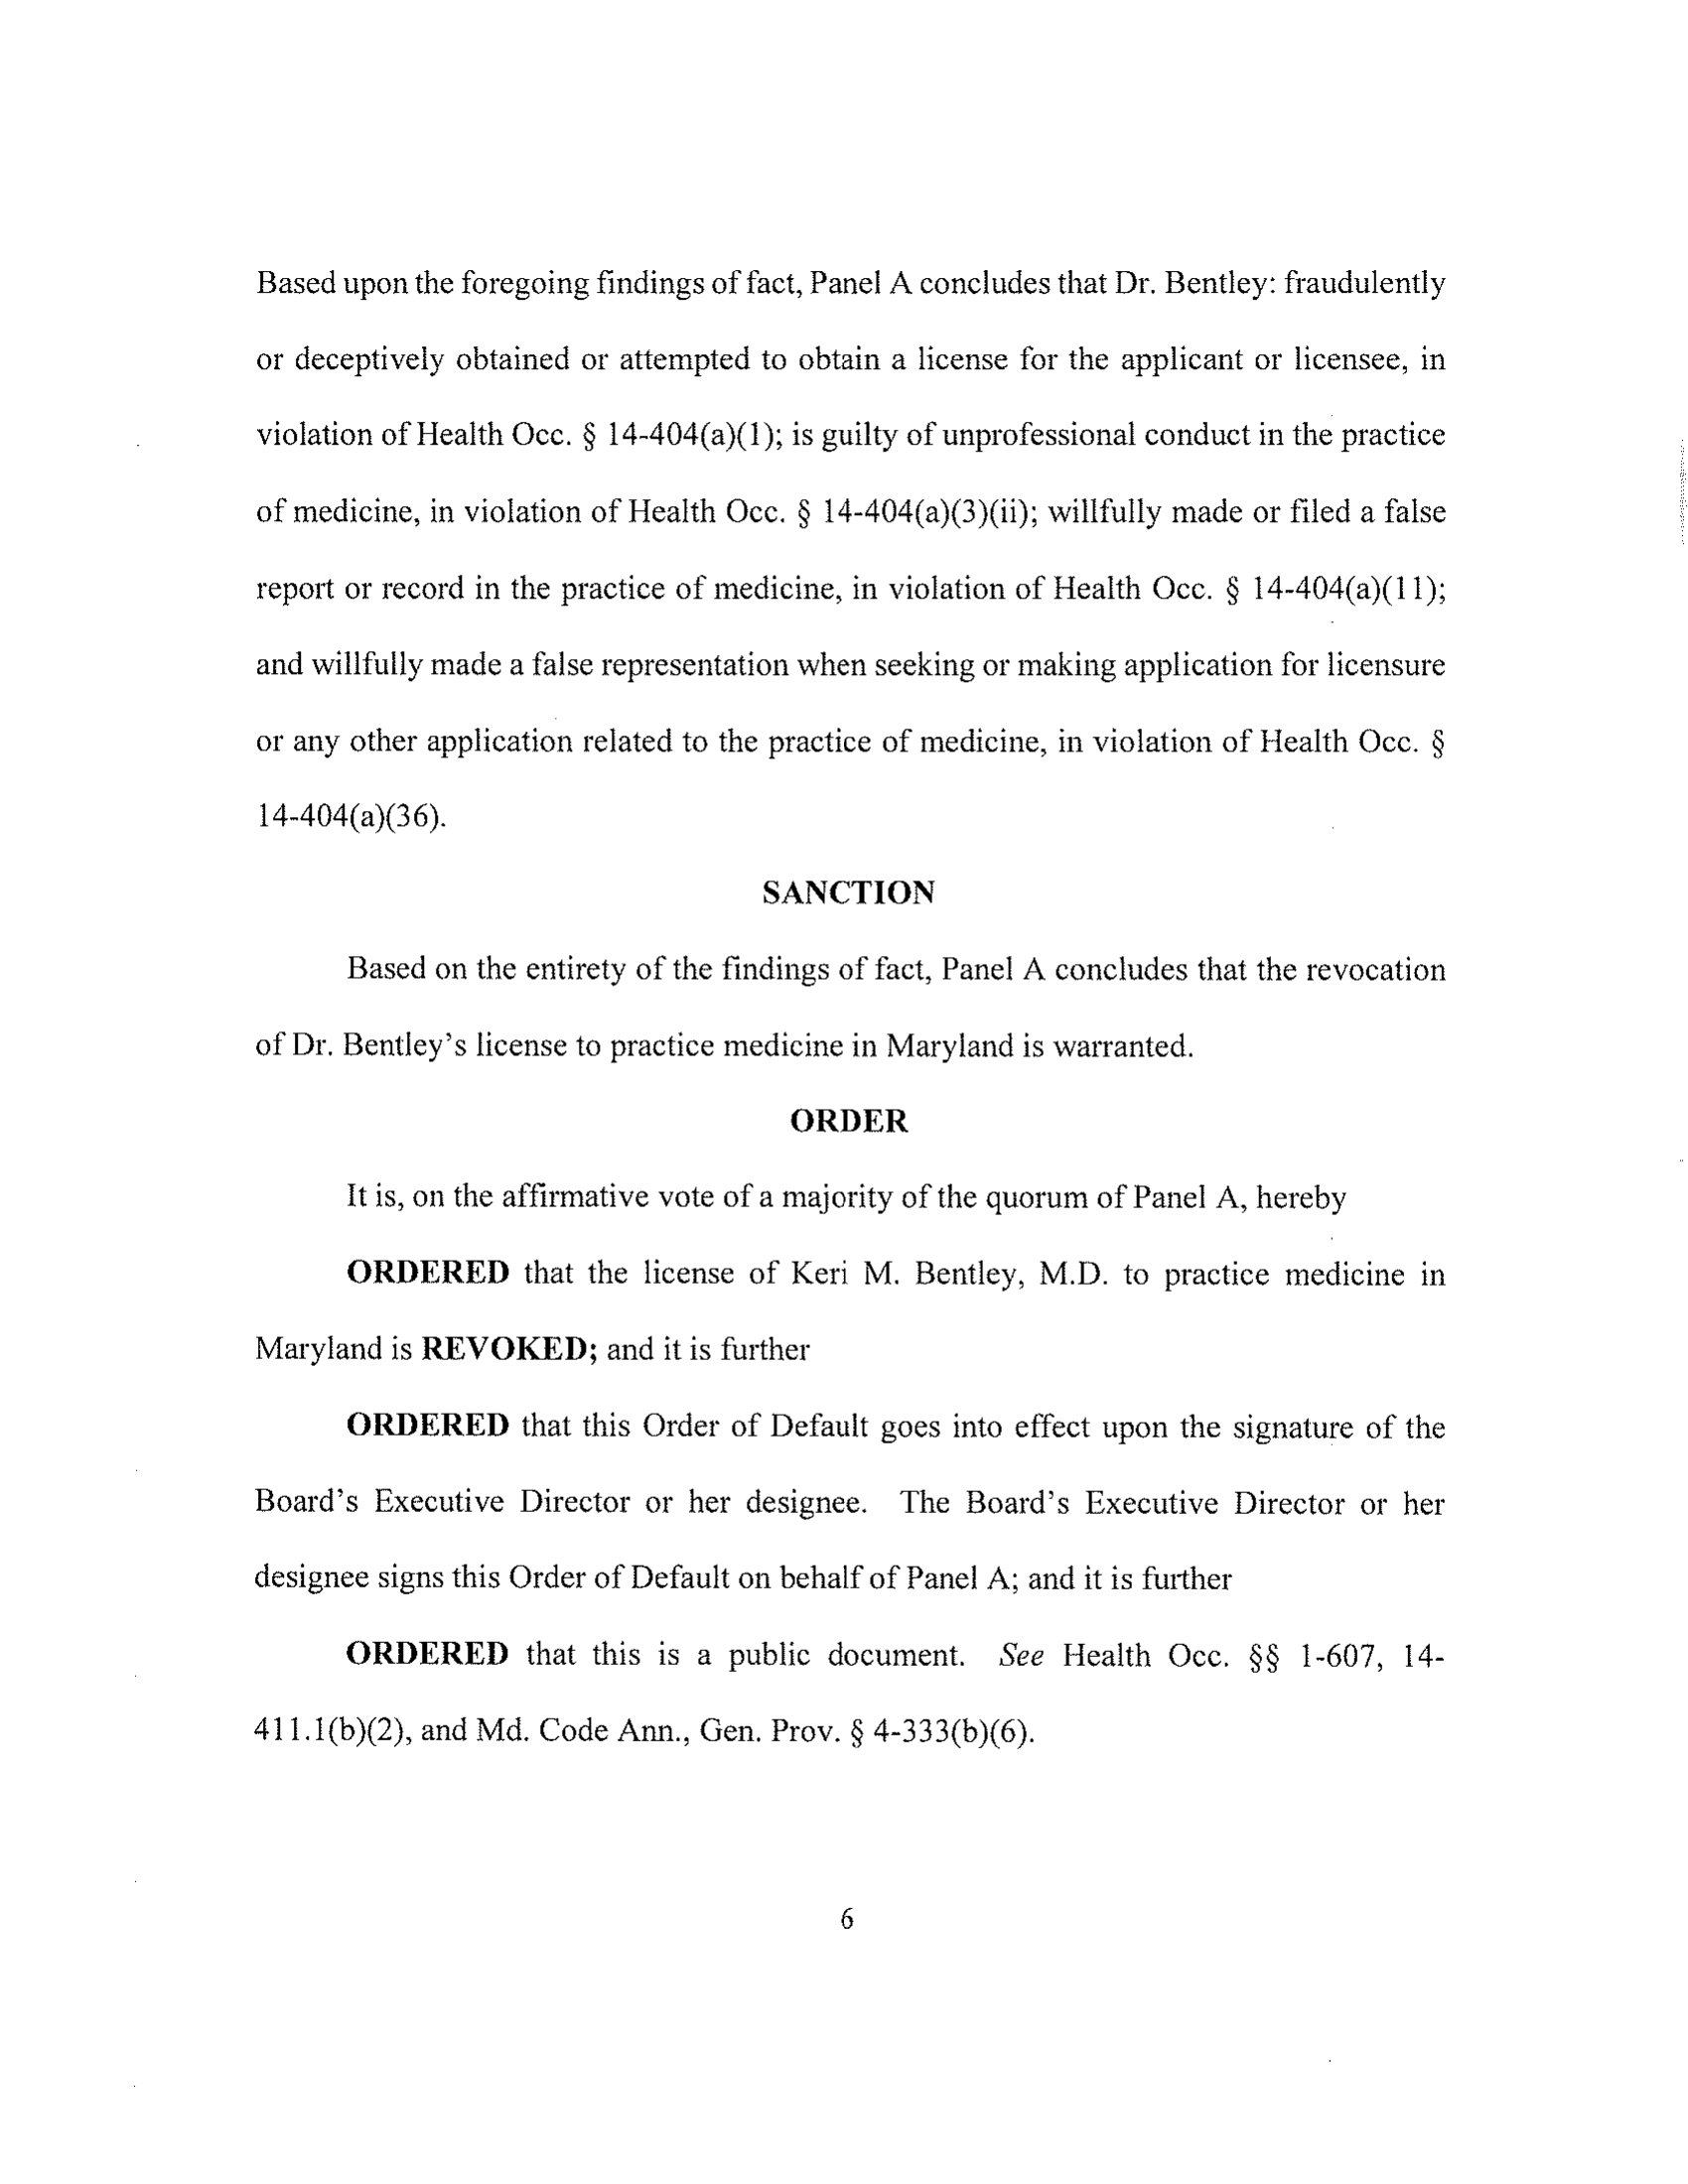 Based upon the foregoing findings of fact, Panel A concludes that Dr. Bentley: fraudulently
or deceptively obtained or attempted to obtain a license for the applicant or licensee, in
violation of Health Occ. § 14-404(a)(1); is guilty of unprofessional conduct in the practice
of medicine, in violation of Health Occ. § 14-404(a)(3)(ii); willfully made or filed a false
report or record in the practice of medicine, in violation of Health Occ. § 14-404(a)(11);
and willfully made a false representation when seeking or making application for licensure
or any other application related to the practice of medicine, in violation of Health Occ. §
14-404(a)(36).
SANCTION
Based on the entirety of the findings of fact, Panel A concludes that the revocation
of Dr. Bentley's license to practice medicine in Maryland is warranted.
ORDER
It is, on the affirmative vote of a majority of the quorum of Panel A, hereby
ORDERED that the license of Keri M. Bentley, M.D. to practice medicine in
Maryland is REVOKED; and it is further
ORDERED that this Order of Default goes into effect upon the signature of the
Board's Executive Director or her designee. The Board's Executive Director or her
designee signs this Order of Default on behalf of Panel A; and it is further
ORDERED that this is a public document. See Health Occ. §§ 1-607, 14-
411.1(b)(2), and Md. Code Ann., Gen. Prov. § 4-333(b)(6).
6